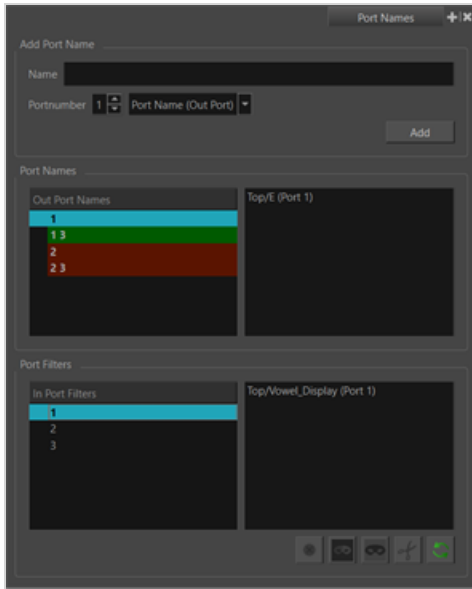 Port Names
Add Port Name
Name
Portnumber 1 Port Name (Out Port)
Add
Port Names
Out Port Names
1
1 3
2
2 3
Top/E (Port 1)
Port Filters
In Port Filters
1
2
3
Top/Vowel_Display (Port 1)